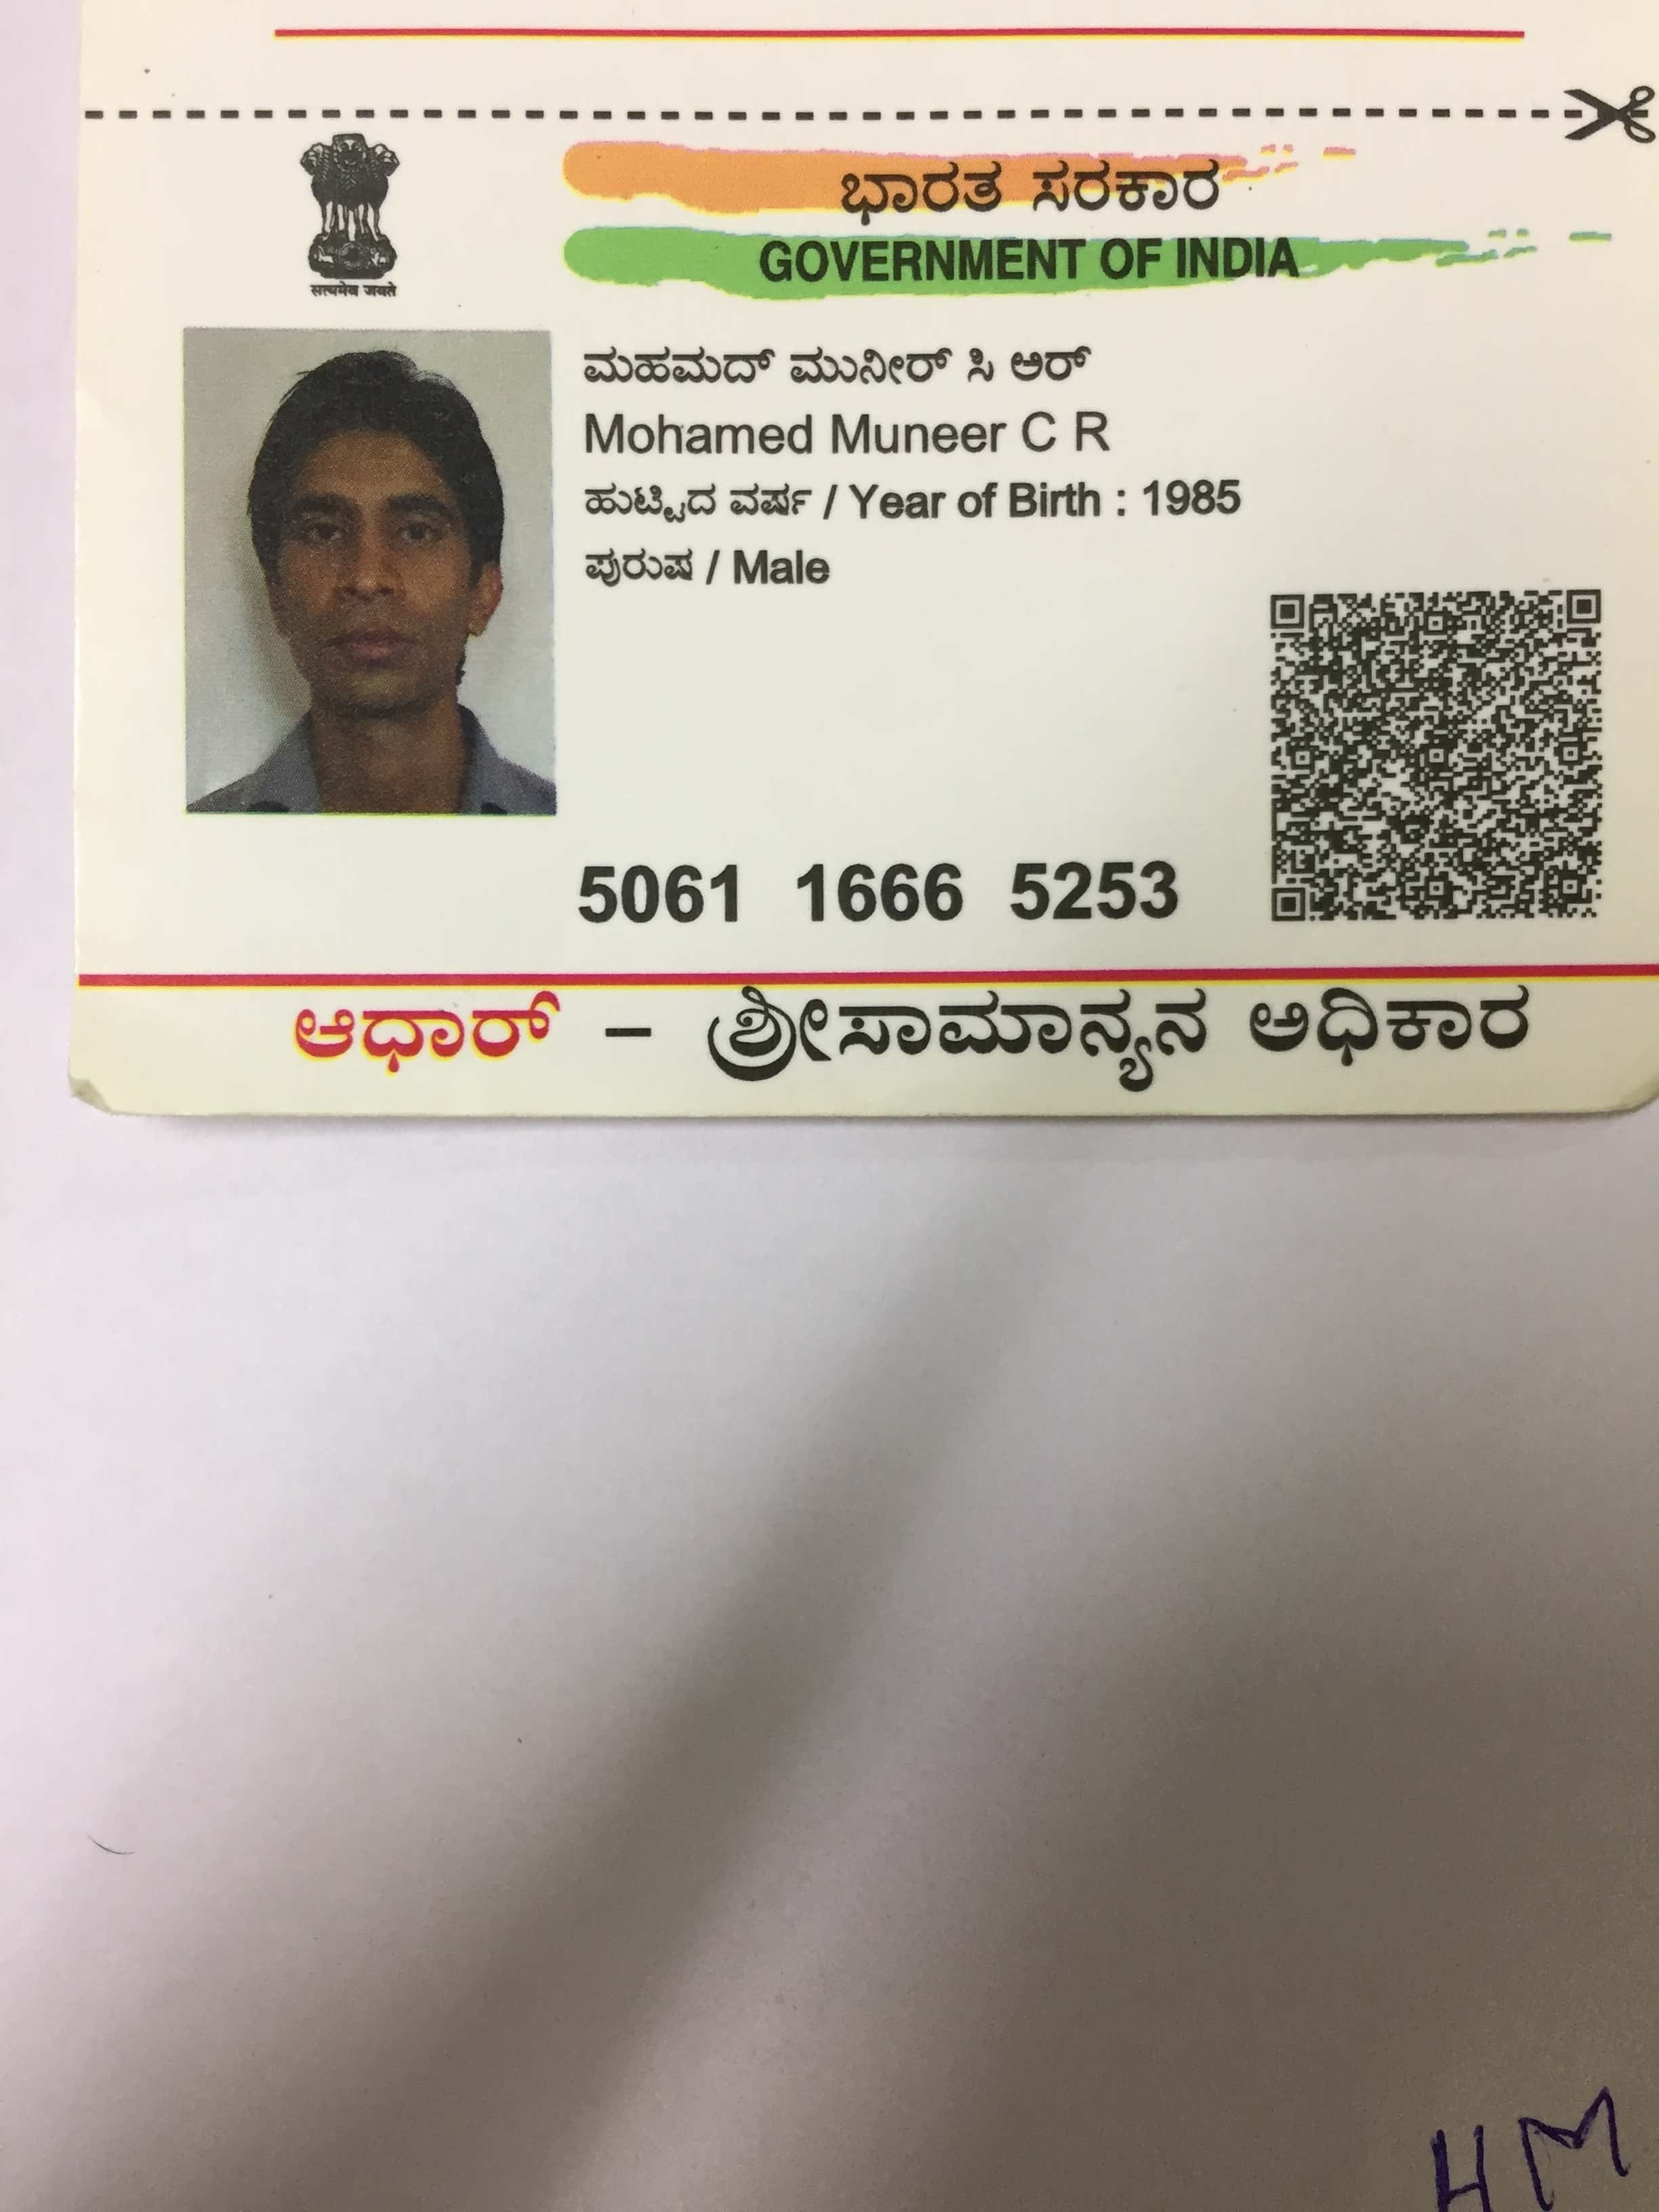 ಭಾರತ ಸರಕಾರ
GOVERNMENT OF INDIA
सत्यमेव जयते
ಮಹಮದ್ ಮುನೀರ್ ಸಿ ಆರ್
Mohamed Muneer C R
ಹುಟ್ಟಿದ ವರ್ಷ / Year of Birth : 1985
ಪುರುಷ / Male
5061 1666 5253
ಆಧಾರ್ – ಶ್ರೀಸಾಮಾನ್ಯನ ಅಧಿಕಾರ
HM